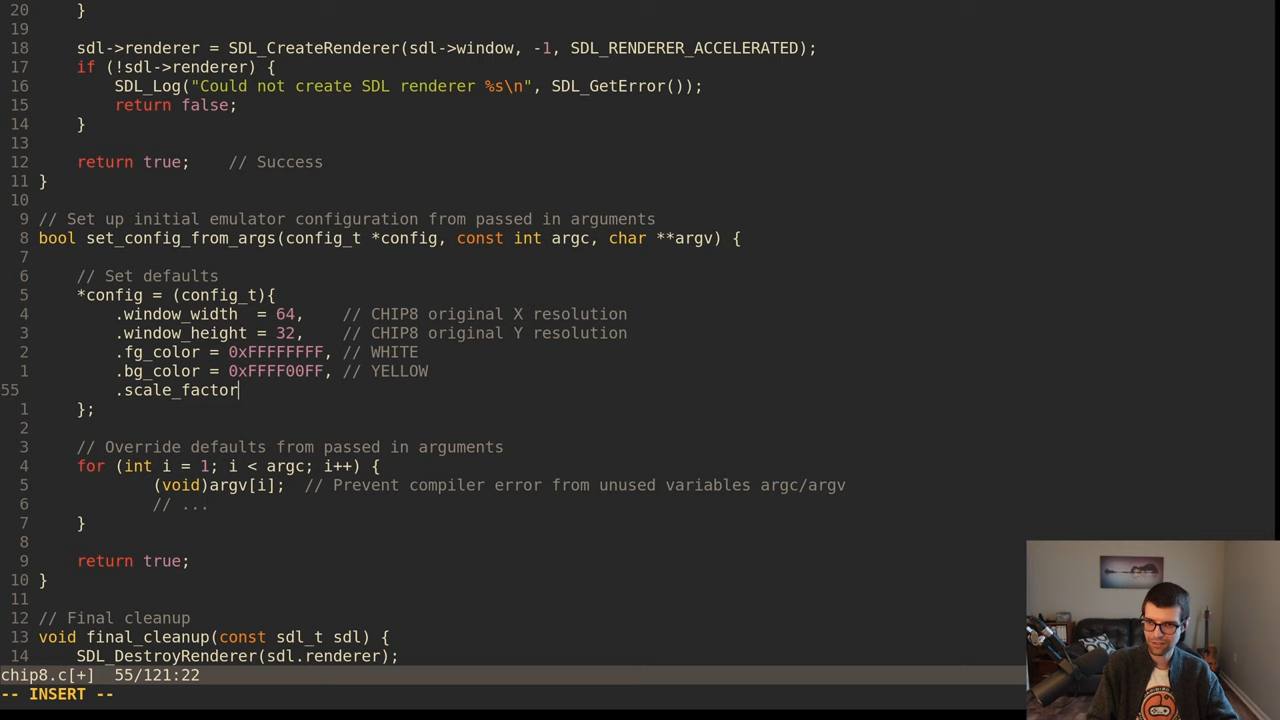 20     }
19
18     sdl->renderer = SDL_CreateRenderer(sdl->window, -1, SDL_RENDERER_ACCELERATED);
17     if (!sdl->renderer) {
16         SDL_Log("Could not create SDL renderer %s\n", SDL_GetError());
15         return false;
14     }
13
12     return true;    // Success
11 }
10
9 // Set up initial emulator configuration from passed in arguments
8 bool set_config_from_args(config_t *config, const int argc, char **argv) {
7
6     // Set defaults
5     *config = (config_t){
4         .window_width  = 64,    // CHIP8 original X resolution
3         .window_height = 32,    // CHIP8 original Y resolution
2         .fg_color = 0xFFFFFFFF, // WHITE
1         .bg_color = 0xFFFF00FF, // YELLOW
55         .scale_factor
1     };
2
3     // Override defaults from passed in arguments
4     for (int i = 1; i < argc; i++) {
5             (void)argv[i];  // Prevent compiler error from unused variables argc/argv
6             // ...
7     }
8
9     return true;
10 }
11
12 // Final cleanup
13 void final_cleanup(const sdl_t sdl) {
14     SDL_DestroyRenderer(sdl.renderer);
chip8.c[+]  55/121:22
-- INSERT --